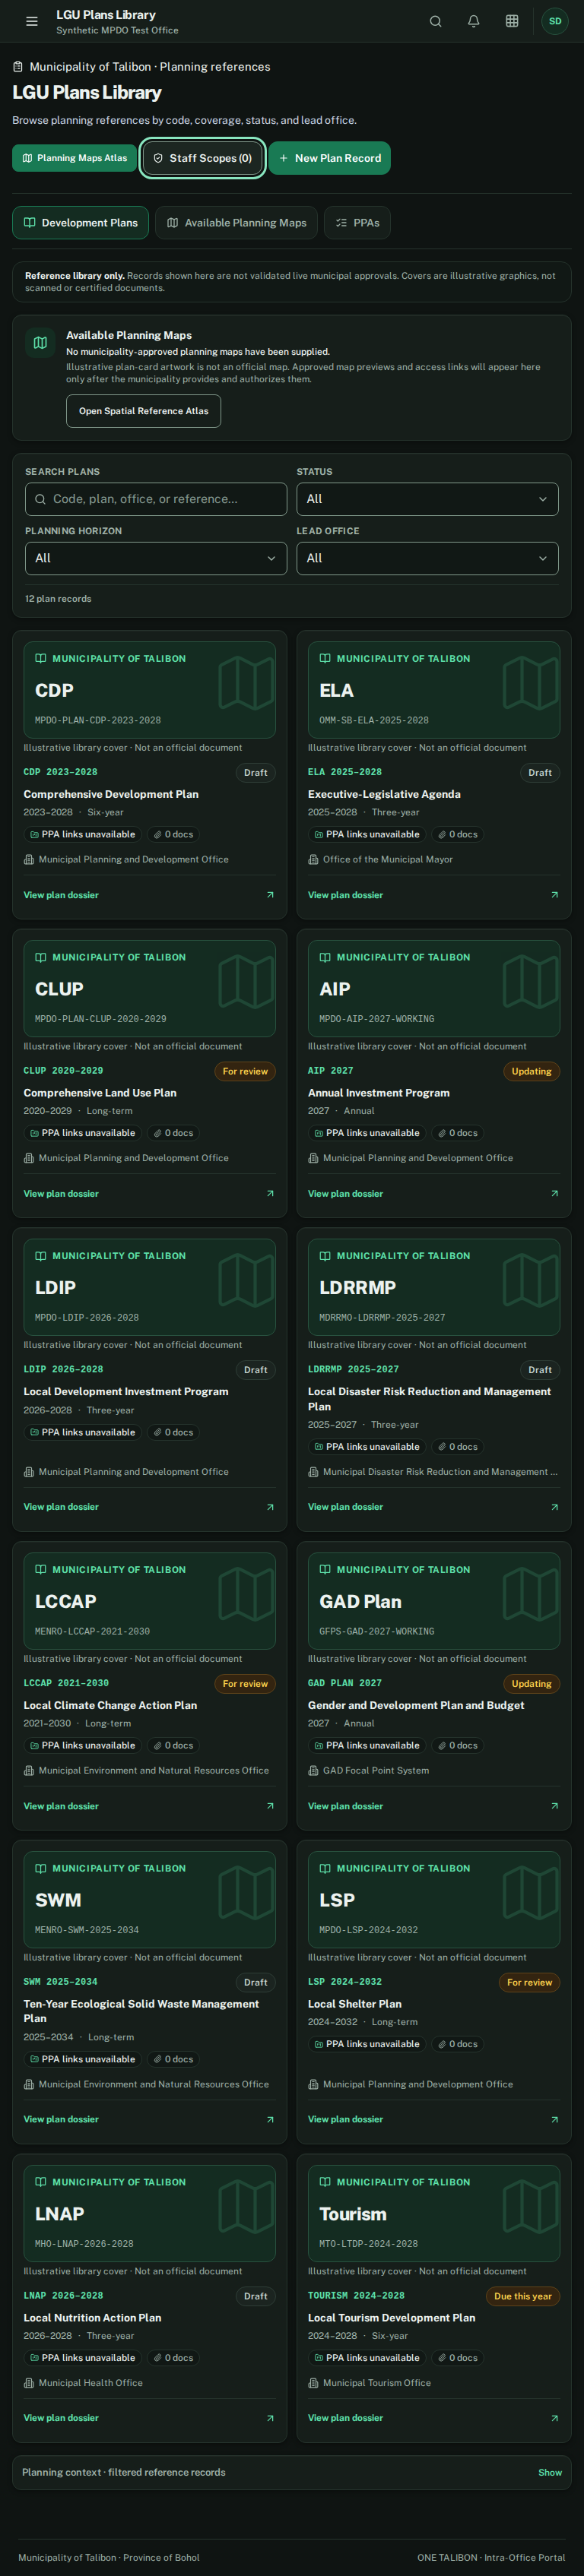 LGU Plans Library
Synthetic MPDO Test Office
SD
Municipality of Talibon · Planning references
LGU Plans Library
Browse planning references by code, coverage, status, and lead office.
Planning Maps Atlas
Staff Scopes (0)
New Plan Record
Development Plans
Available Planning Maps
PPAs
Reference library only. Records shown here are not validated live municipal approvals. Covers are illustrative graphics, not
scanned or certified documents.
Available Planning Maps
No municipality-approved planning maps have been supplied.
Illustrative plan-card artwork is not an official map. Approved map previews and access links will appear here
only after the municipality provides and authorizes them.
Open Spatial Reference Atlas
SEARCH PLANS
Code, plan, office, or reference...
STATUS
All
PLANNING HORIZON
All
LEAD OFFICE
All
12 plan records
MUNICIPALITY OF TALIBON
CDP
MPDO-PLAN-CDP-2023-2028
Illustrative library cover · Not an official document
CDP 2023–2028
Draft
Comprehensive Development Plan
2023–2028 · Six-year
PPA links unavailable
0 docs
Municipal Planning and Development Office
View plan dossier
MUNICIPALITY OF TALIBON
ELA
OMM-SB-ELA-2025-2028
Illustrative library cover · Not an official document
ELA 2025–2028
Draft
Executive-Legislative Agenda
2025–2028 · Three-year
PPA links unavailable
0 docs
Office of the Municipal Mayor
View plan dossier
MUNICIPALITY OF TALIBON
CLUP
MPDO-PLAN-CLUP-2020-2029
Illustrative library cover · Not an official document
CLUP 2020–2029
For review
Comprehensive Land Use Plan
2020–2029 · Long-term
PPA links unavailable
0 docs
Municipal Planning and Development Office
View plan dossier
MUNICIPALITY OF TALIBON
AIP
MPDO-AIP-2027-WORKING
Illustrative library cover · Not an official document
AIP 2027
Updating
Annual Investment Program
2027 · Annual
PPA links unavailable
0 docs
Municipal Planning and Development Office
View plan dossier
MUNICIPALITY OF TALIBON
LDIP
MPDO-LDIP-2026-2028
Illustrative library cover · Not an official document
LDIP 2026–2028
Draft
Local Development Investment Program
2026–2028 · Three-year
PPA links unavailable
0 docs
Municipal Planning and Development Office
View plan dossier
MUNICIPALITY OF TALIBON
LDRRMP
MDRRMO-LDRRMP-2025-2027
Illustrative library cover · Not an official document
LDRRMP 2025–2027
Draft
Local Disaster Risk Reduction and Management
Plan
2025–2027 · Three-year
PPA links unavailable
0 docs
Municipal Disaster Risk Reduction and Management ...
View plan dossier
MUNICIPALITY OF TALIBON
LCCAP
MENRO-LCCAP-2021-2030
Illustrative library cover · Not an official document
LCCAP 2021–2030
For review
Local Climate Change Action Plan
2021–2030 · Long-term
PPA links unavailable
0 docs
Municipal Environment and Natural Resources Office
View plan dossier
MUNICIPALITY OF TALIBON
GAD Plan
GFPS-GAD-2027-WORKING
Illustrative library cover · Not an official document
GAD PLAN 2027
Updating
Gender and Development Plan and Budget
2027 · Annual
PPA links unavailable
0 docs
GAD Focal Point System
View plan dossier
MUNICIPALITY OF TALIBON
SWM
MENRO-SWM-2025-2034
Illustrative library cover · Not an official document
SWM 2025–2034
Draft
Ten-Year Ecological Solid Waste Management
Plan
2025–2034 · Long-term
PPA links unavailable
0 docs
Municipal Environment and Natural Resources Office
View plan dossier
MUNICIPALITY OF TALIBON
LSP
MPDO-LSP-2024-2032
Illustrative library cover · Not an official document
LSP 2024–2032
For review
Local Shelter Plan
2024–2032 · Long-term
PPA links unavailable
0 docs
Municipal Planning and Development Office
View plan dossier
MUNICIPALITY OF TALIBON
LNAP
MHO-LNAP-2026-2028
Illustrative library cover · Not an official document
LNAP 2026–2028
Draft
Local Nutrition Action Plan
2026–2028 · Three-year
PPA links unavailable
0 docs
Municipal Health Office
View plan dossier
MUNICIPALITY OF TALIBON
Tourism
MTO-LTDP-2024-2028
Illustrative library cover · Not an official document
TOURISM 2024–2028
Due this year
Local Tourism Development Plan
2024–2028 · Six-year
PPA links unavailable
0 docs
Municipal Tourism Office
View plan dossier
Planning context · filtered reference records
Show
Municipality of Talibon · Province of Bohol
ONE TALIBON · Intra-Office Portal